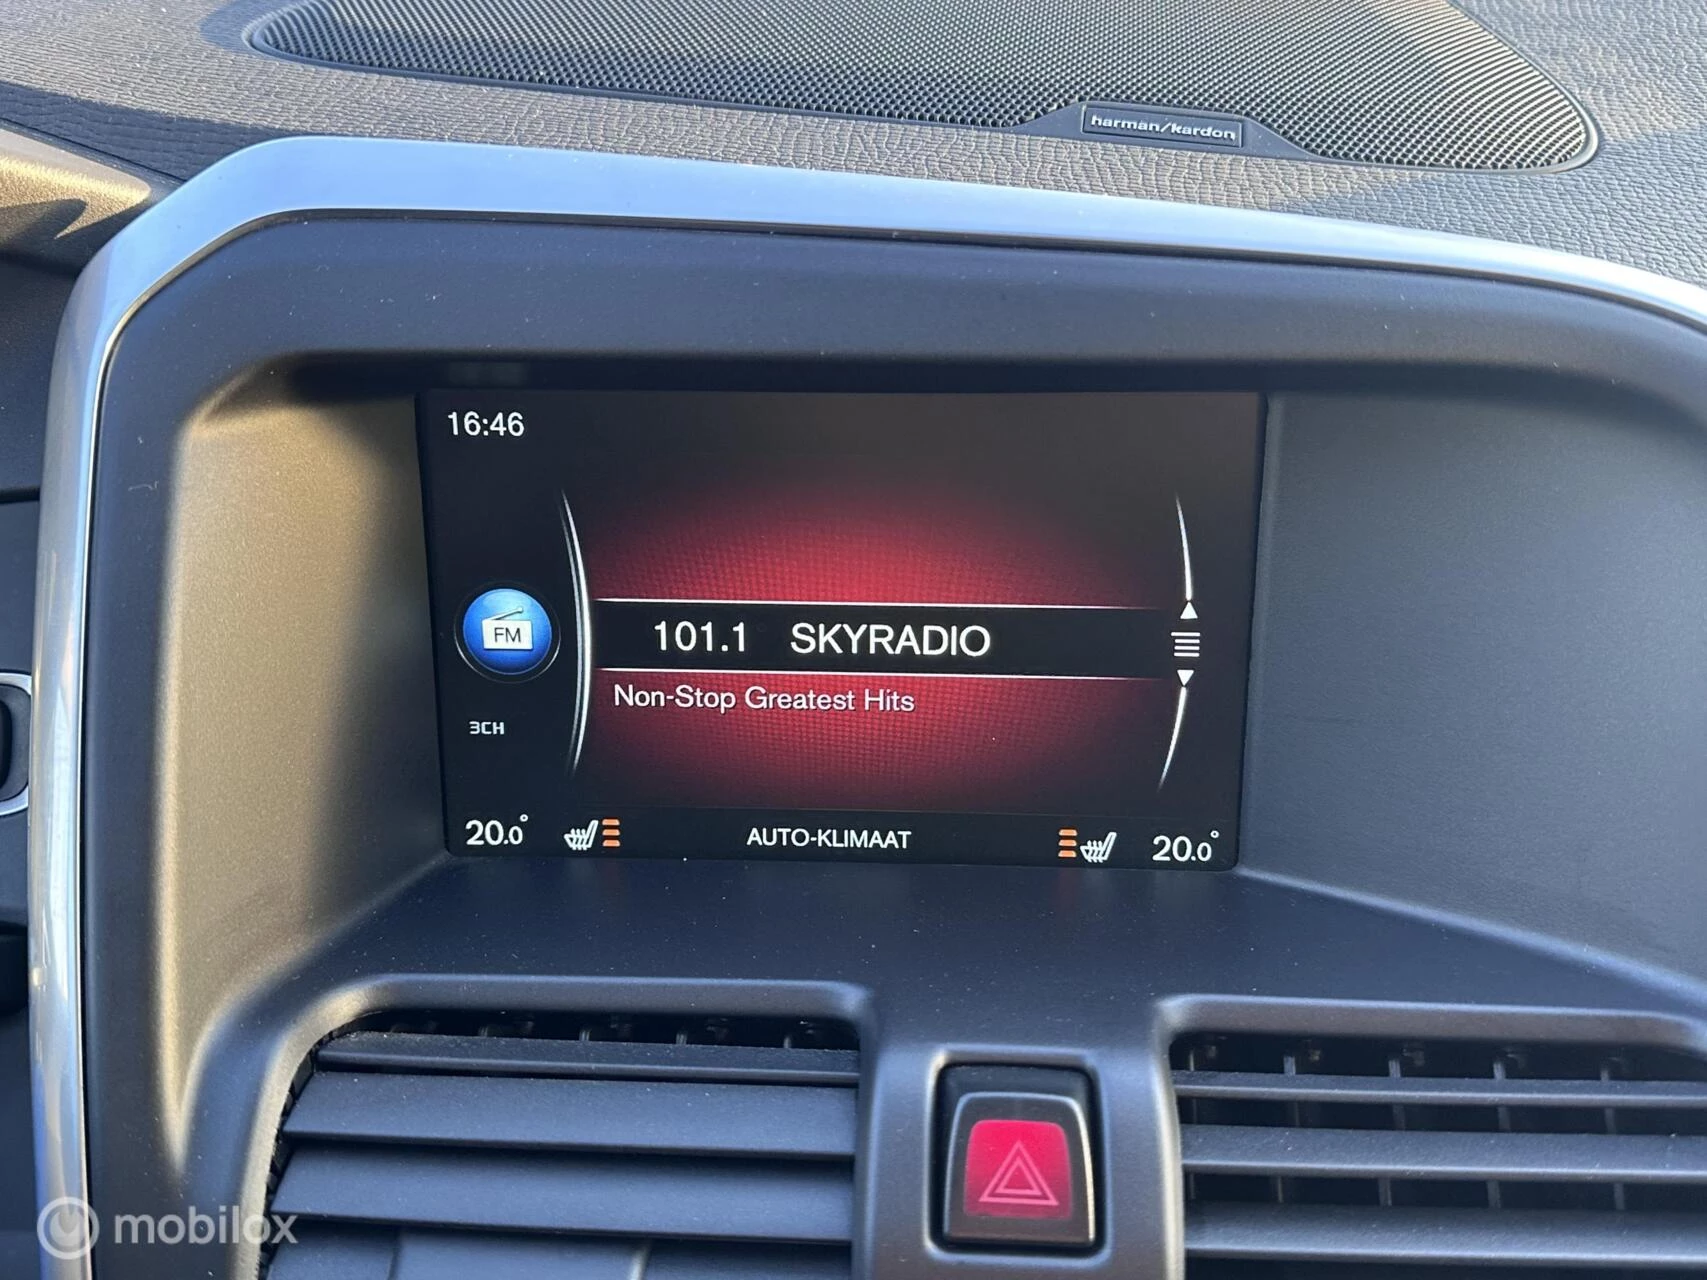 harman/kardon
16:46
FM
101.1 SKYRADIO
Non-Stop Greatest Hits
3CH
20.0° AUTO-KLIMAAT 20.0°
mobilox